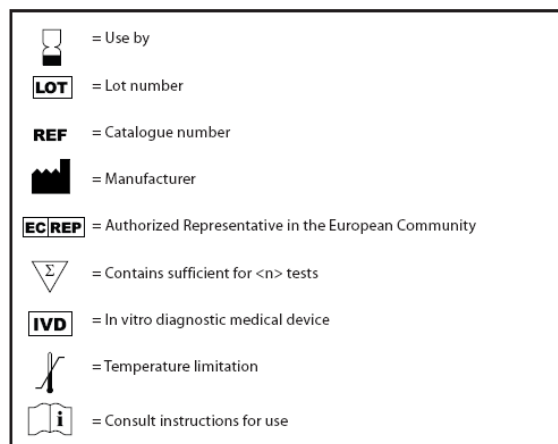 = Use by
LOT = Lot number
REF = Catalogue number
= Manufacturer
EC REP = Authorized Representative in the European Community
Σ = Contains sufficient for <n> tests
IVD = In vitro diagnostic medical device
= Temperature limitation
i = Consult instructions for use